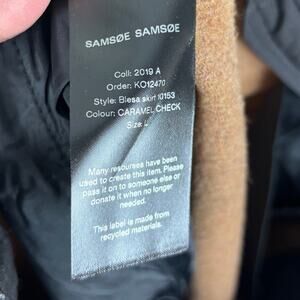 SAMSØE SAMSØE
Coll: 2019 A
Order: KO12470
Style: Blesa skirt 10153
Colour: CARAMEL CHECK
Size: L
Many resourses have been
used to create this item. Please
pass it on to someone else or
donate it when no longer
needed.
This label is made from
recycled materials.